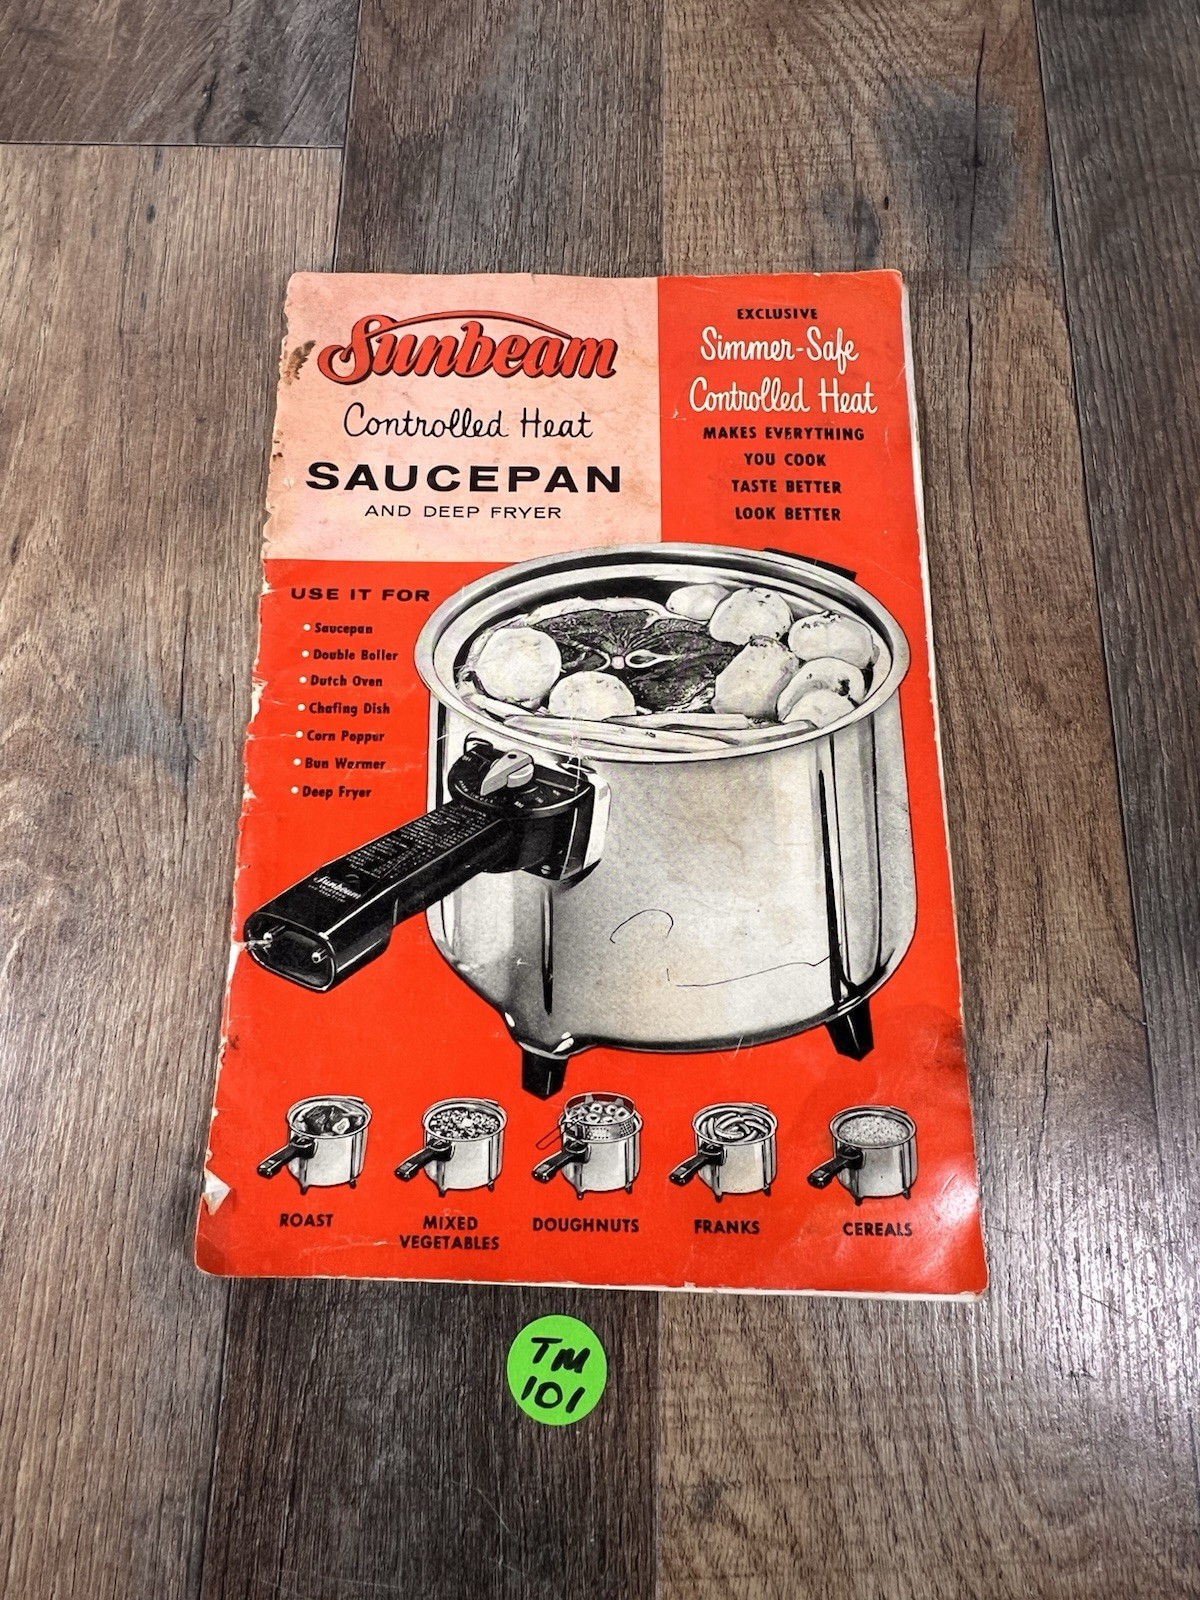 Sunbeam
Controlled Heat
SAUCEPAN
AND DEEP FRYER
EXCLUSIVE
Simmer-Safe
Controlled Heat
MAKES EVERYTHING
YOU COOK
TASTE BETTER
LOOK BETTER
USE IT FOR
• Saucepan
• Double Boiler
• Dutch Oven
• Chafing Dish
• Corn Popper
• Bun Warmer
• Deep Fryer
Sunbeam
ROAST
MIXED
VEGETABLES
DOUGHNUTS
FRANKS
CEREALS
TM
101